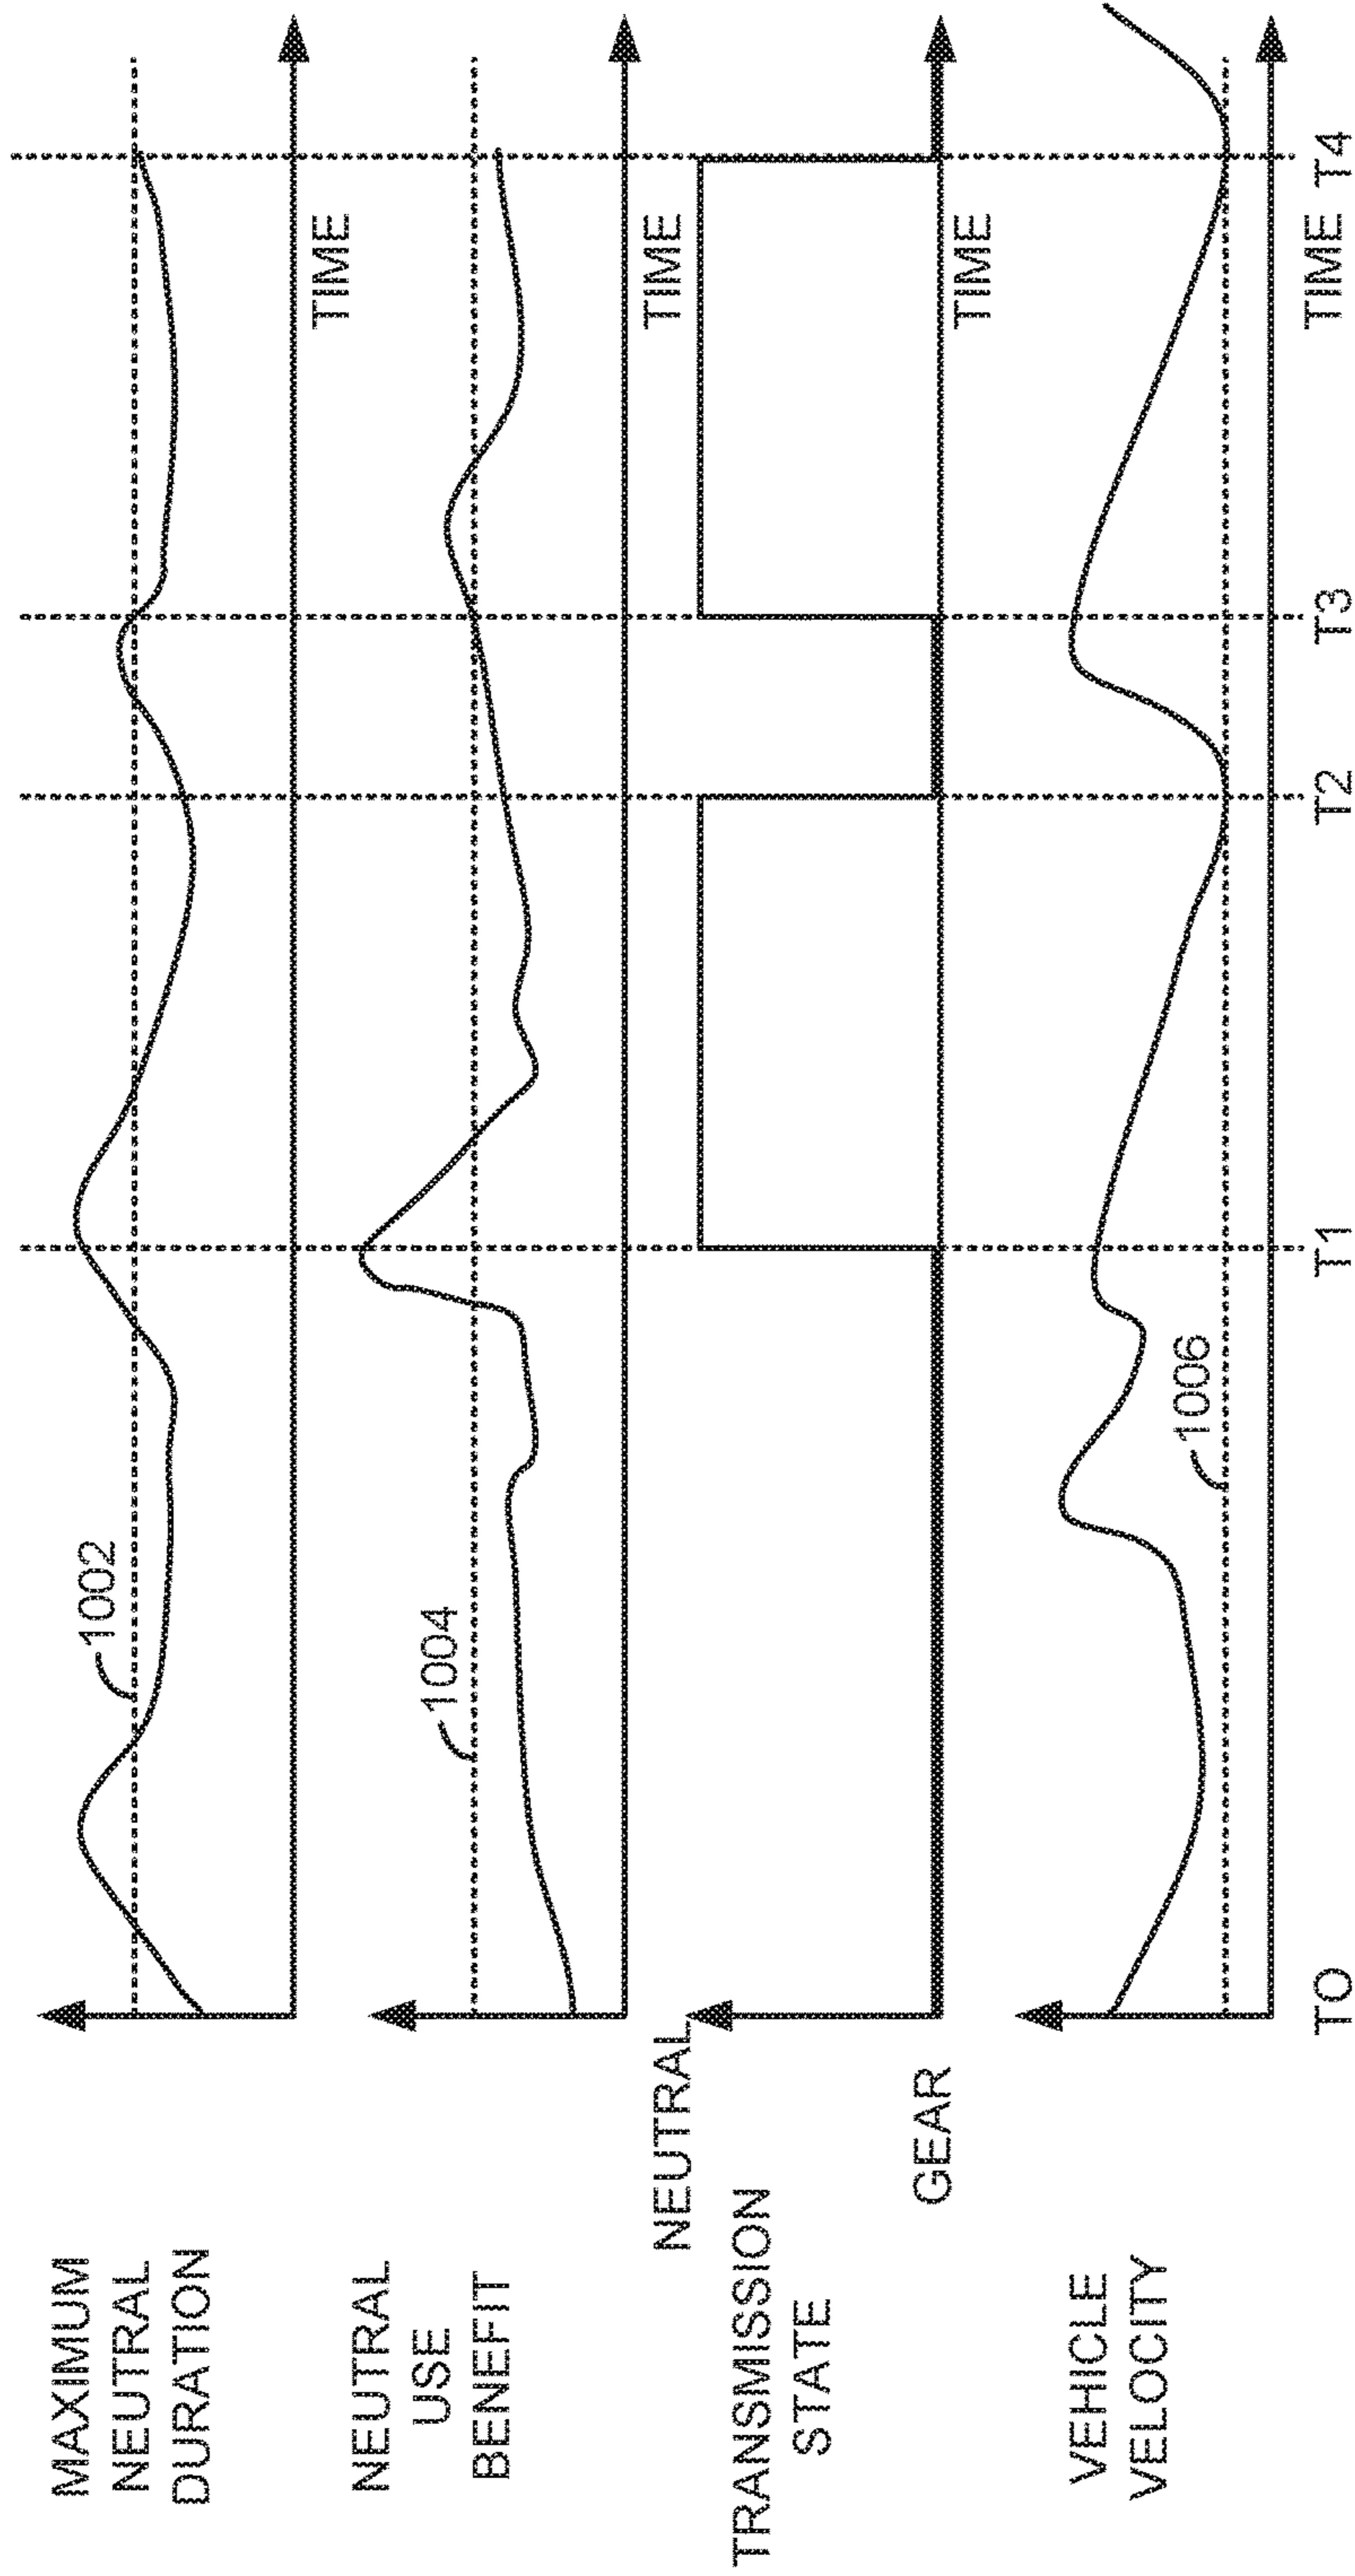 MAXIMUM
NEUTRAL
DURATION
1002
TIME
NEUTRAL
USE
BENEFIT
1004
TIME
NEUTRAL
TRANSMISSION
STATE
GEAR
TIME
VEHICLE
VELOCITY
1006
TIME
T0
T1
T2
T3
T4